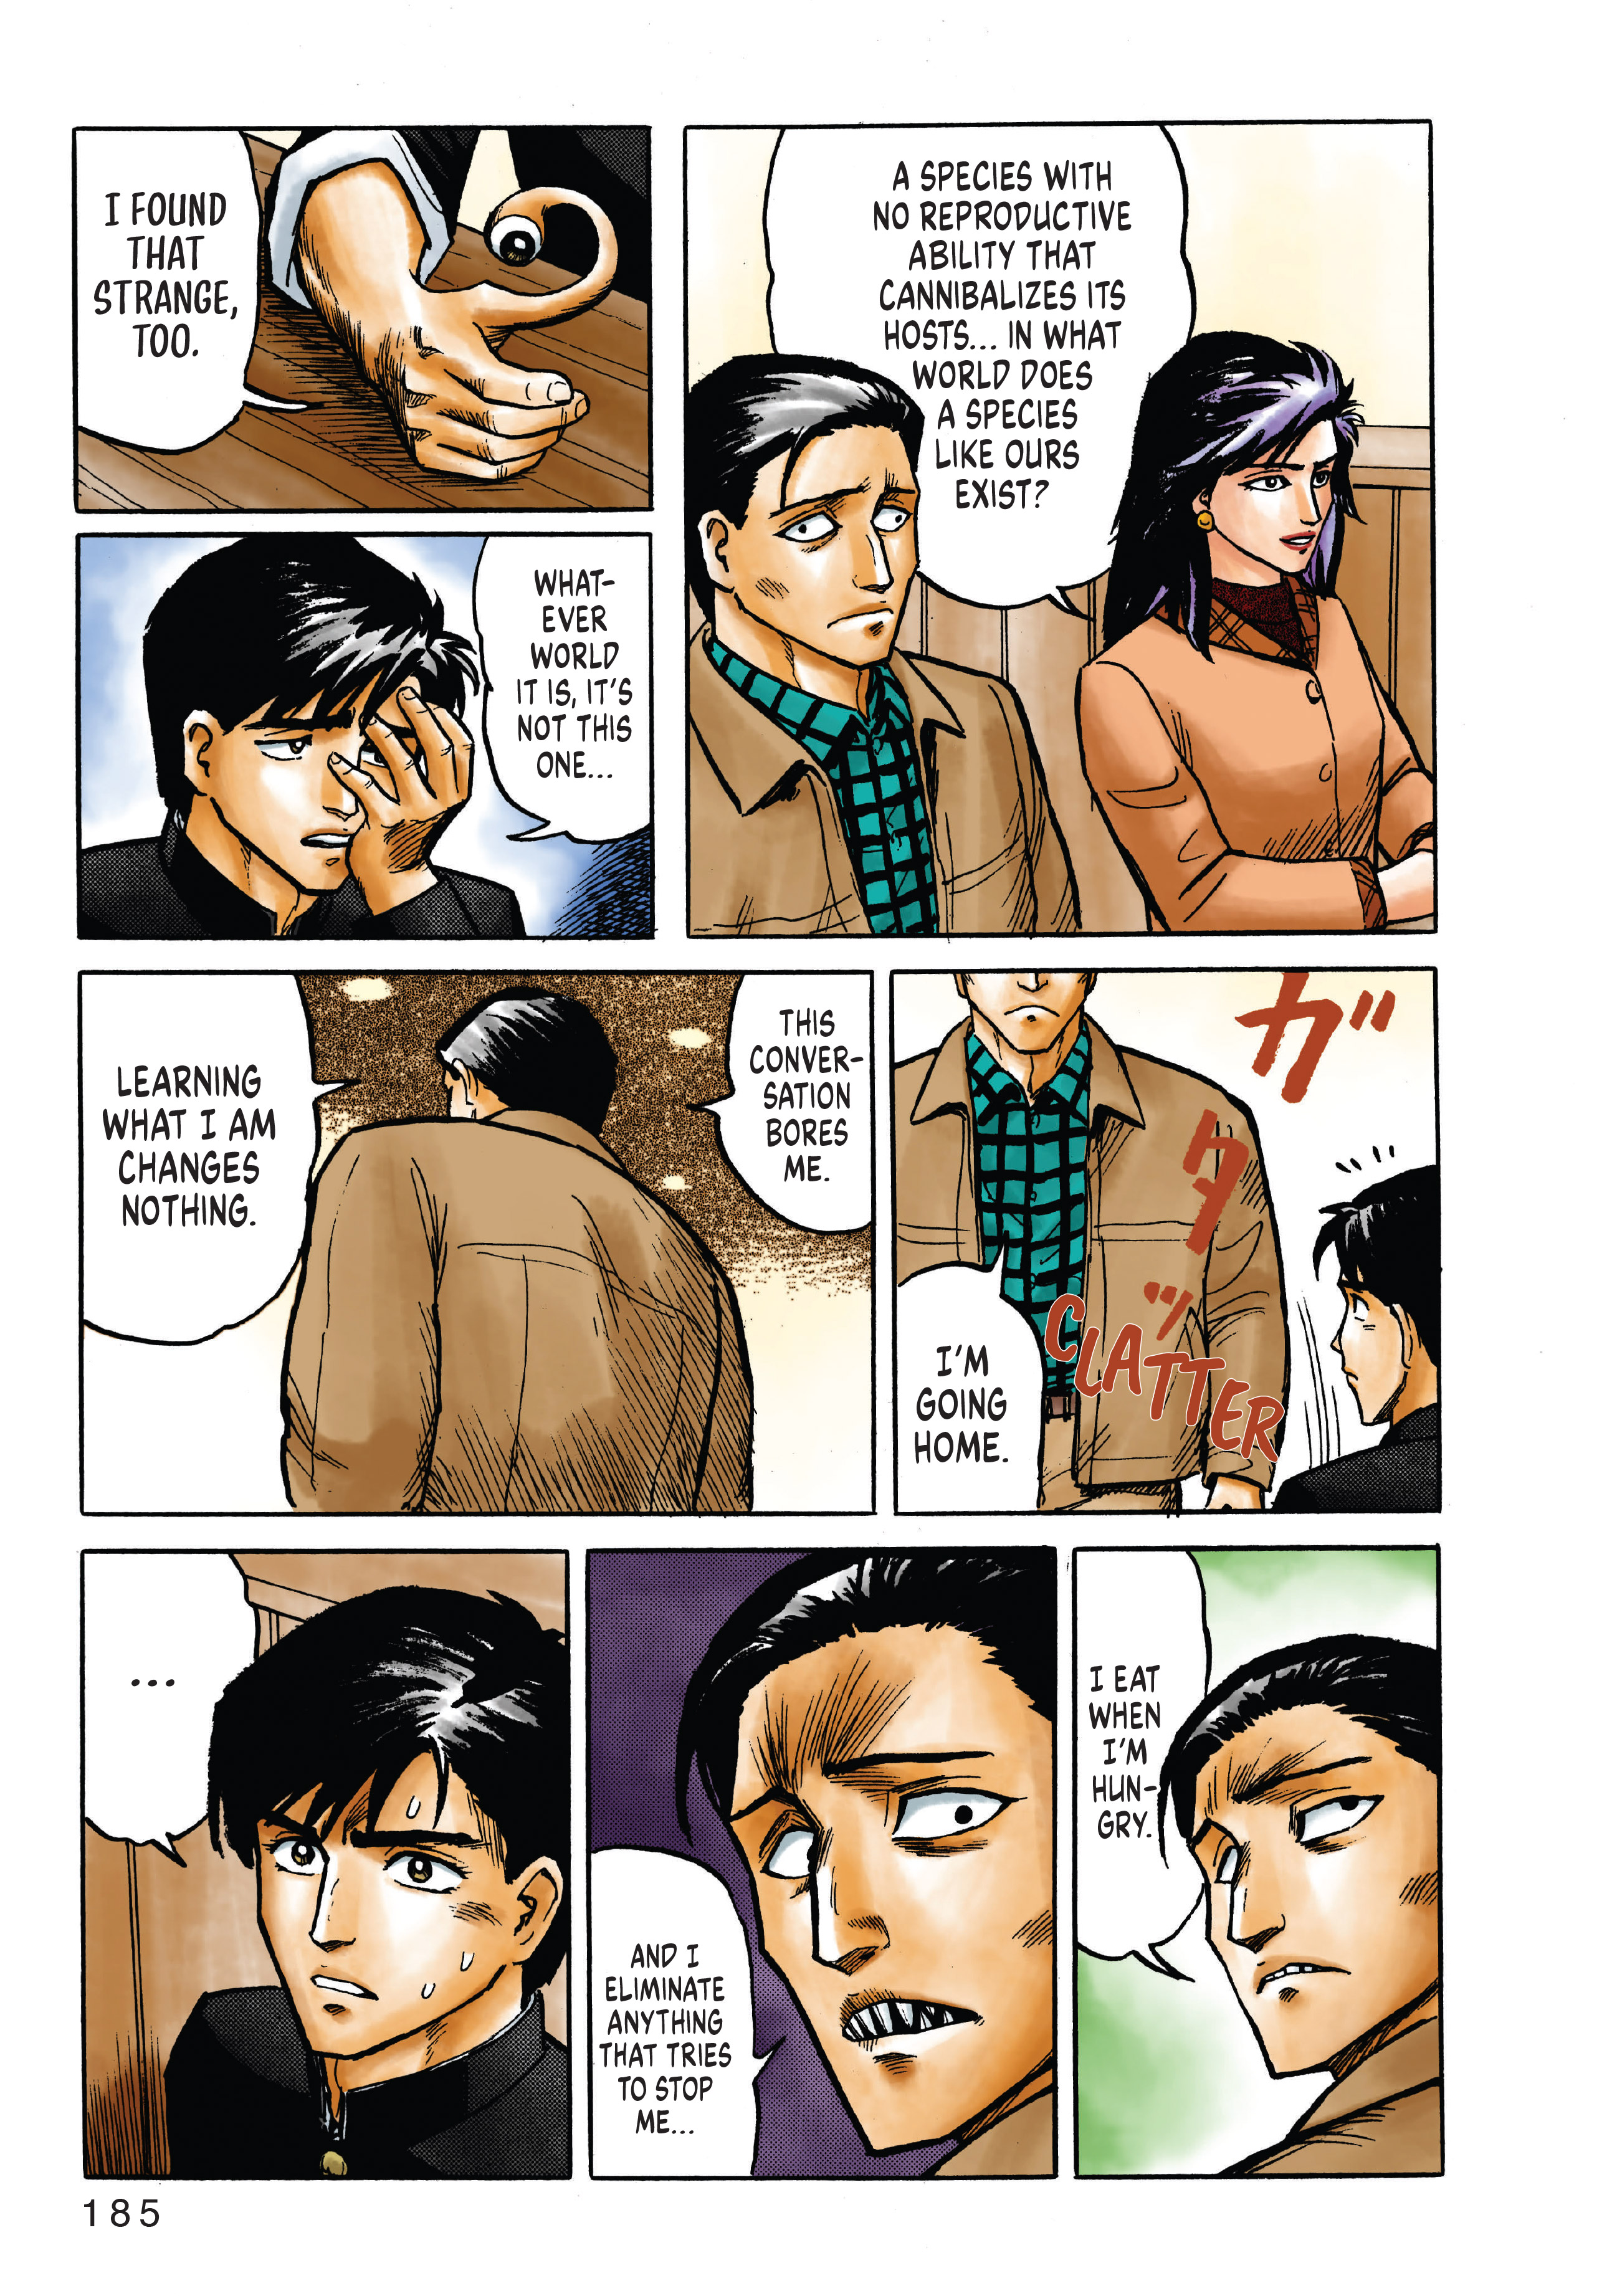 A SPECIES WITH
NO REPRODUCTIVE
ABILITY THAT
CANNIBALIZES ITS
HOSTS... IN WHAT
WORLD DOES
A SPECIES
LIKE OURS
EXIST?
I FOUND
THAT
STRANGE,
TOO.
WHAT-
EVER
WORLD
IT IS, IT'S
NOT THIS
ONE...
ガタッ
CLATTER
I'M
GOING
HOME.
THIS
CONVER-
SATION
BORES
ME.
LEARNING
WHAT I AM
CHANGES
NOTHING.
I EAT
WHEN
I'M
HUN-
GRY.
AND I
ELIMINATE
ANYTHING
THAT TRIES
TO STOP
ME...
...
185